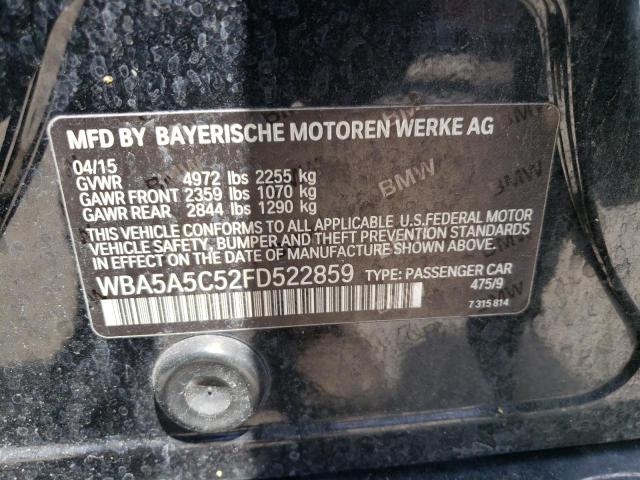 MFD BY BAYERISCHE MOTOREN WERKE AG
04/15
GVWR 4972 lbs 2255 kg
GAWR FRONT 2359 lbs 1070 kg
GAWR REAR 2844 lbs 1290 kg
THIS VEHICLE CONFORMS TO ALL APPLICABLE U.S.FEDERAL MOTOR
VEHICLE SAFETY, BUMPER, AND THEFT PREVENTION STANDARDS
IN EFFECT ON THE DATE OF MANUFACTURE SHOWN ABOVE.
WBA5A5C52FD522859 TYPE: PASSENGER CAR
475/9
7 315 814
BMW
BMW
BMW